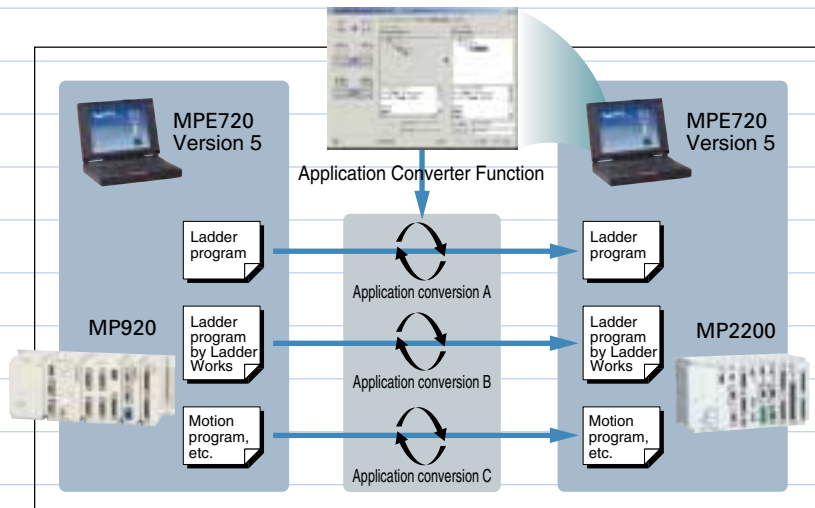 MPE720
Version 5
Application Converter Function
MPE720
Version 5
Ladder
program
Application conversion A
Ladder
program
MP920
Ladder
program
by Ladder
Works
Application conversion B
Ladder
program
by Ladder
Works
MP2200
Motion
program,
etc.
Application conversion C
Motion
program,
etc.